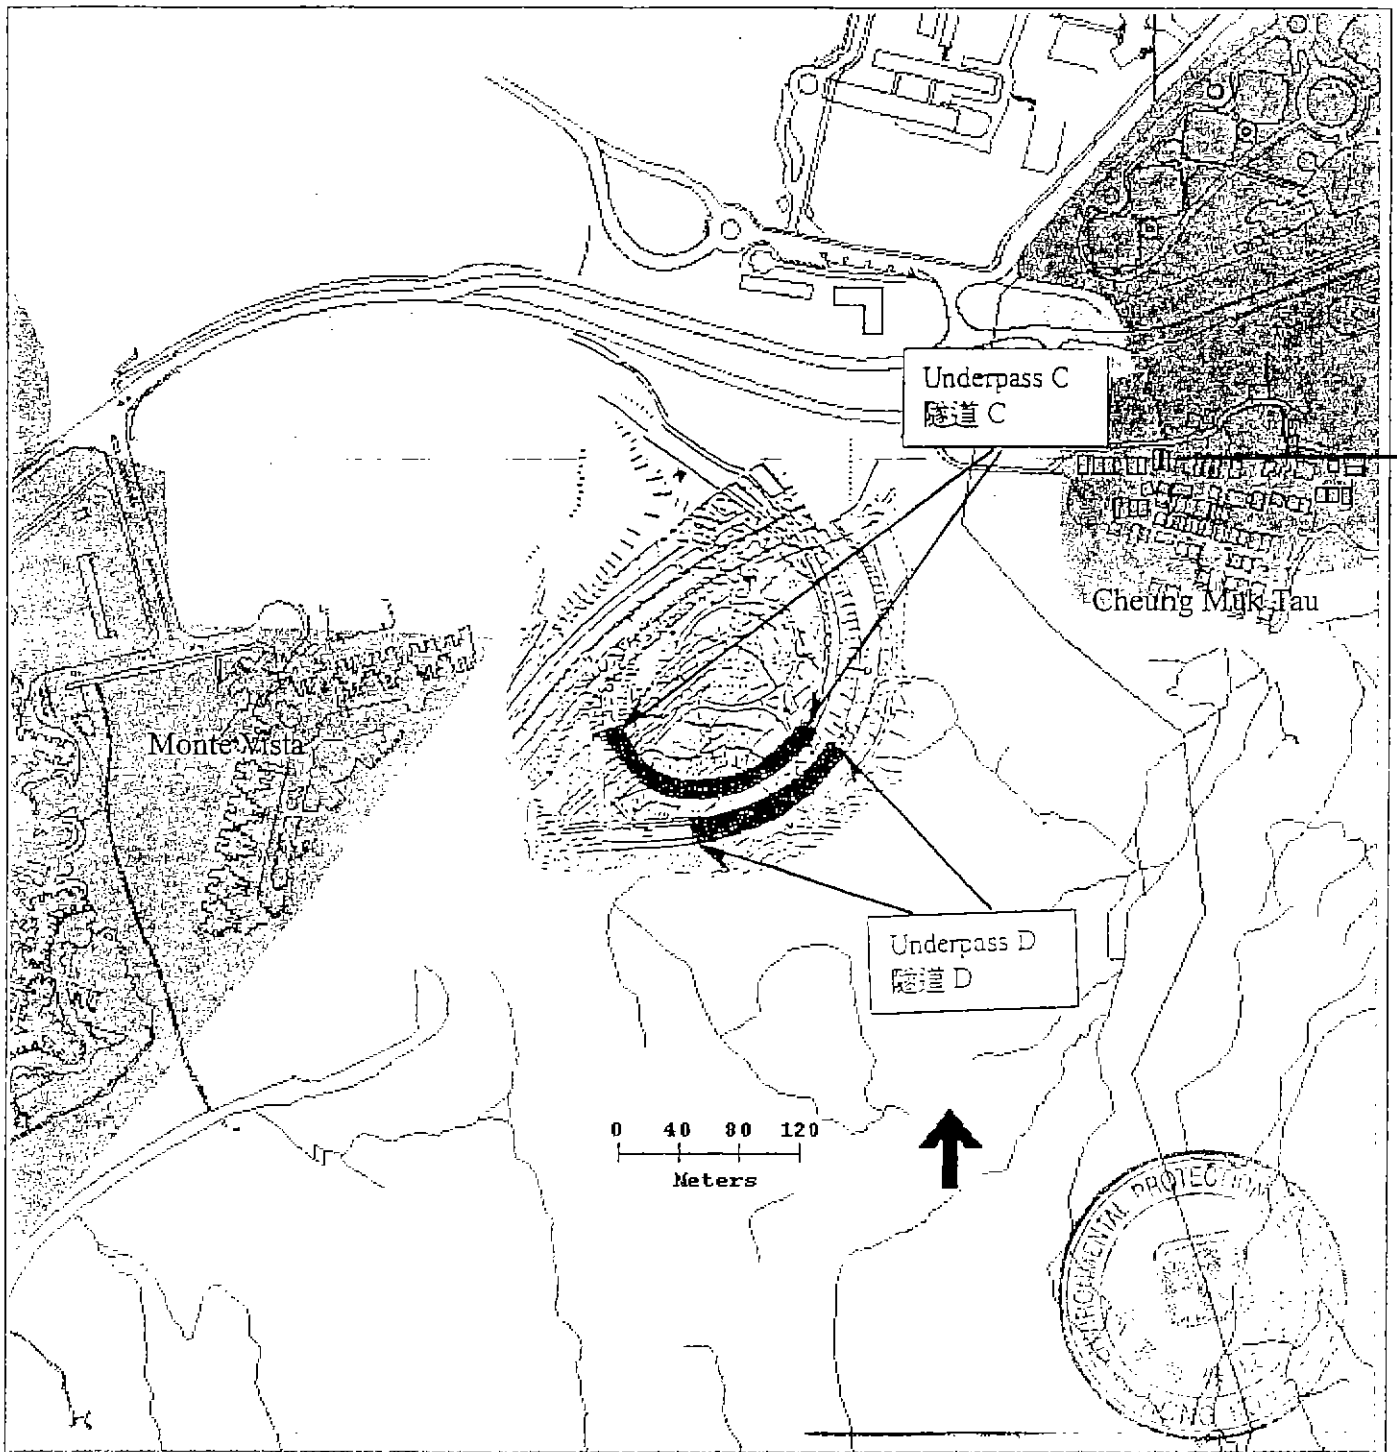 Underpass C
隧道 C
Cheung Muk Tau
Monte Vista
Underpass D
隧道 D
0 40 80 120
Meters
ENVIRONMENTAL PROTECTION